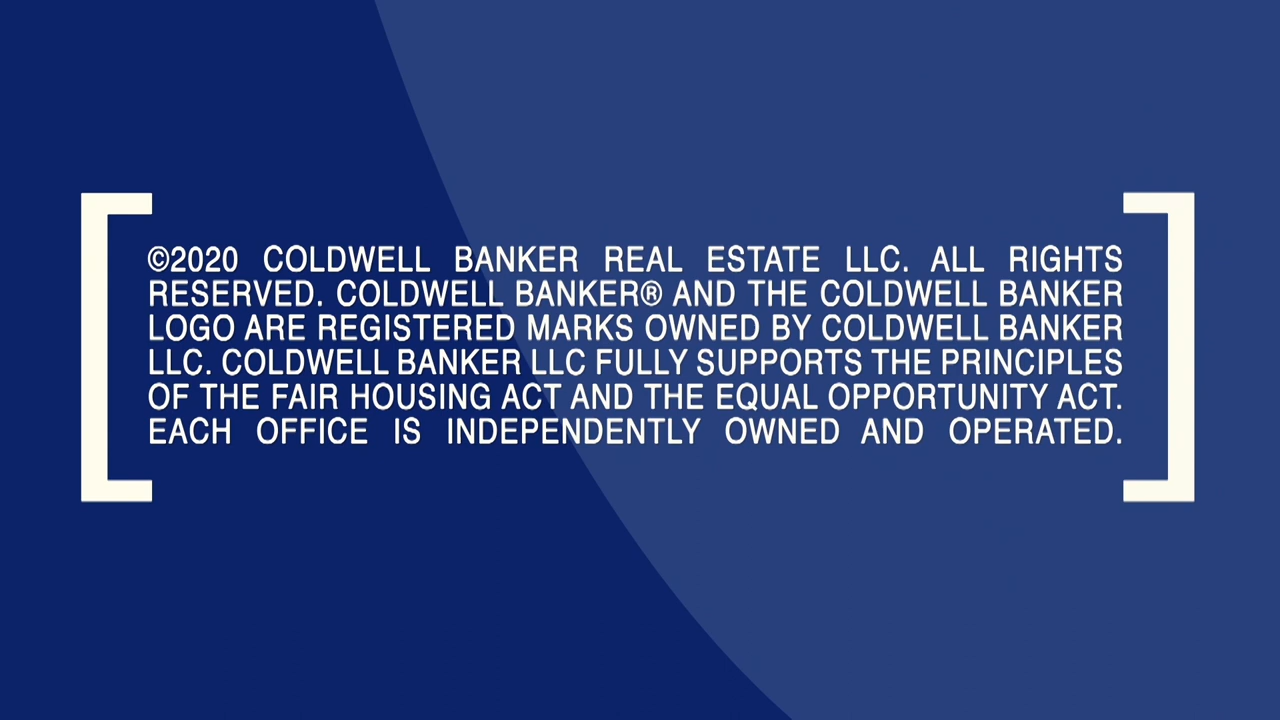 ©2020 COLDWELL BANKER REAL ESTATE LLC. ALL RIGHTS
RESERVED. COLDWELL BANKER® AND THE COLDWELL BANKER
LOGO ARE REGISTERED MARKS OWNED BY COLDWELL BANKER
LLC. COLDWELL BANKER LLC FULLY SUPPORTS THE PRINCIPLES
OF THE FAIR HOUSING ACT AND THE EQUAL OPPORTUNITY ACT.
EACH OFFICE IS INDEPENDENTLY OWNED AND OPERATED.